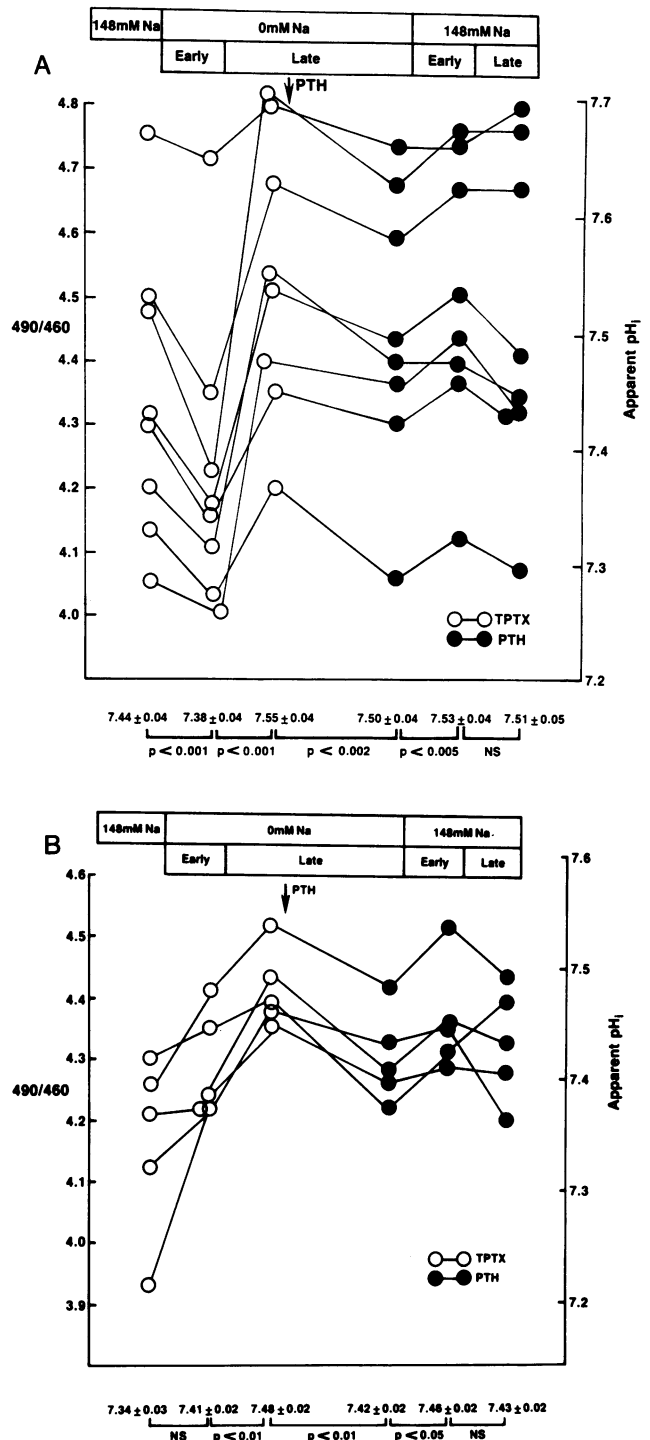 148mM Na 0mM Na 148mM Na
Early Late Early Late
A
PTH
4.8 7.7
4.7
4.6 7.6
4.5
490/460 7.5
4.4
Apparent pHi
4.3
7.4
4.2
4.1
7.3
4.0
TPTX
PTH
7.2
7.44 ± 0.04 7.38 ± 0.04 7.55 ± 0.04 7.50 ± 0.04 7.53 ± 0.04 7.51 ± 0.05
p < 0.001 p < 0.001 p < 0.002 p < 0.005 NS
B
148mM Na 0mM Na 148mM Na.
Early Late Early Late
7.6
4.6
PTH
4.5
7.5
4.4
4.3
490/460 7.4
Apparent pHi
4.2
4.1
7.3
4.0
TPTX
PTH
3.9 7.2
7.34 ± 0.03 7.41 ± 0.02 7.48 ± 0.02 7.42 ± 0.02 7.46 ± 0.02 7.43 ± 0.02
NS p < 0.01 p < 0.01 p < 0.05 NS